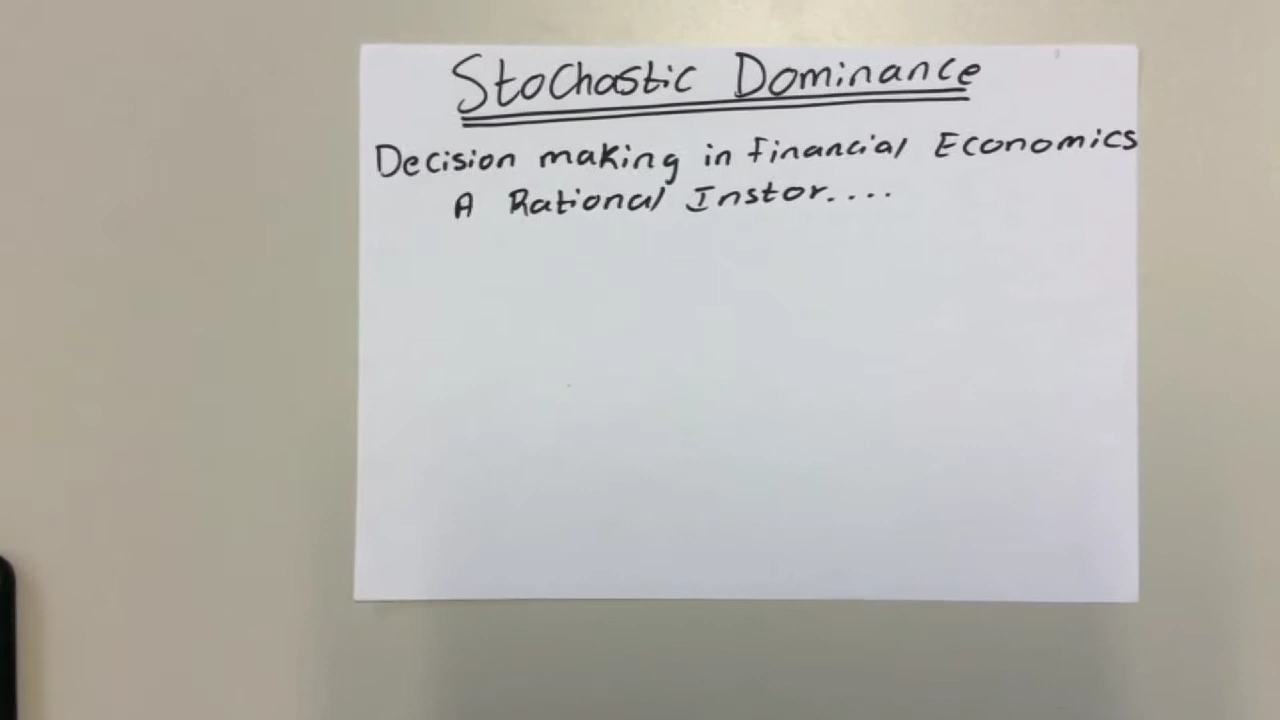 Stochastic Dominance
Decision making in financial Economics
A Rational Instor....